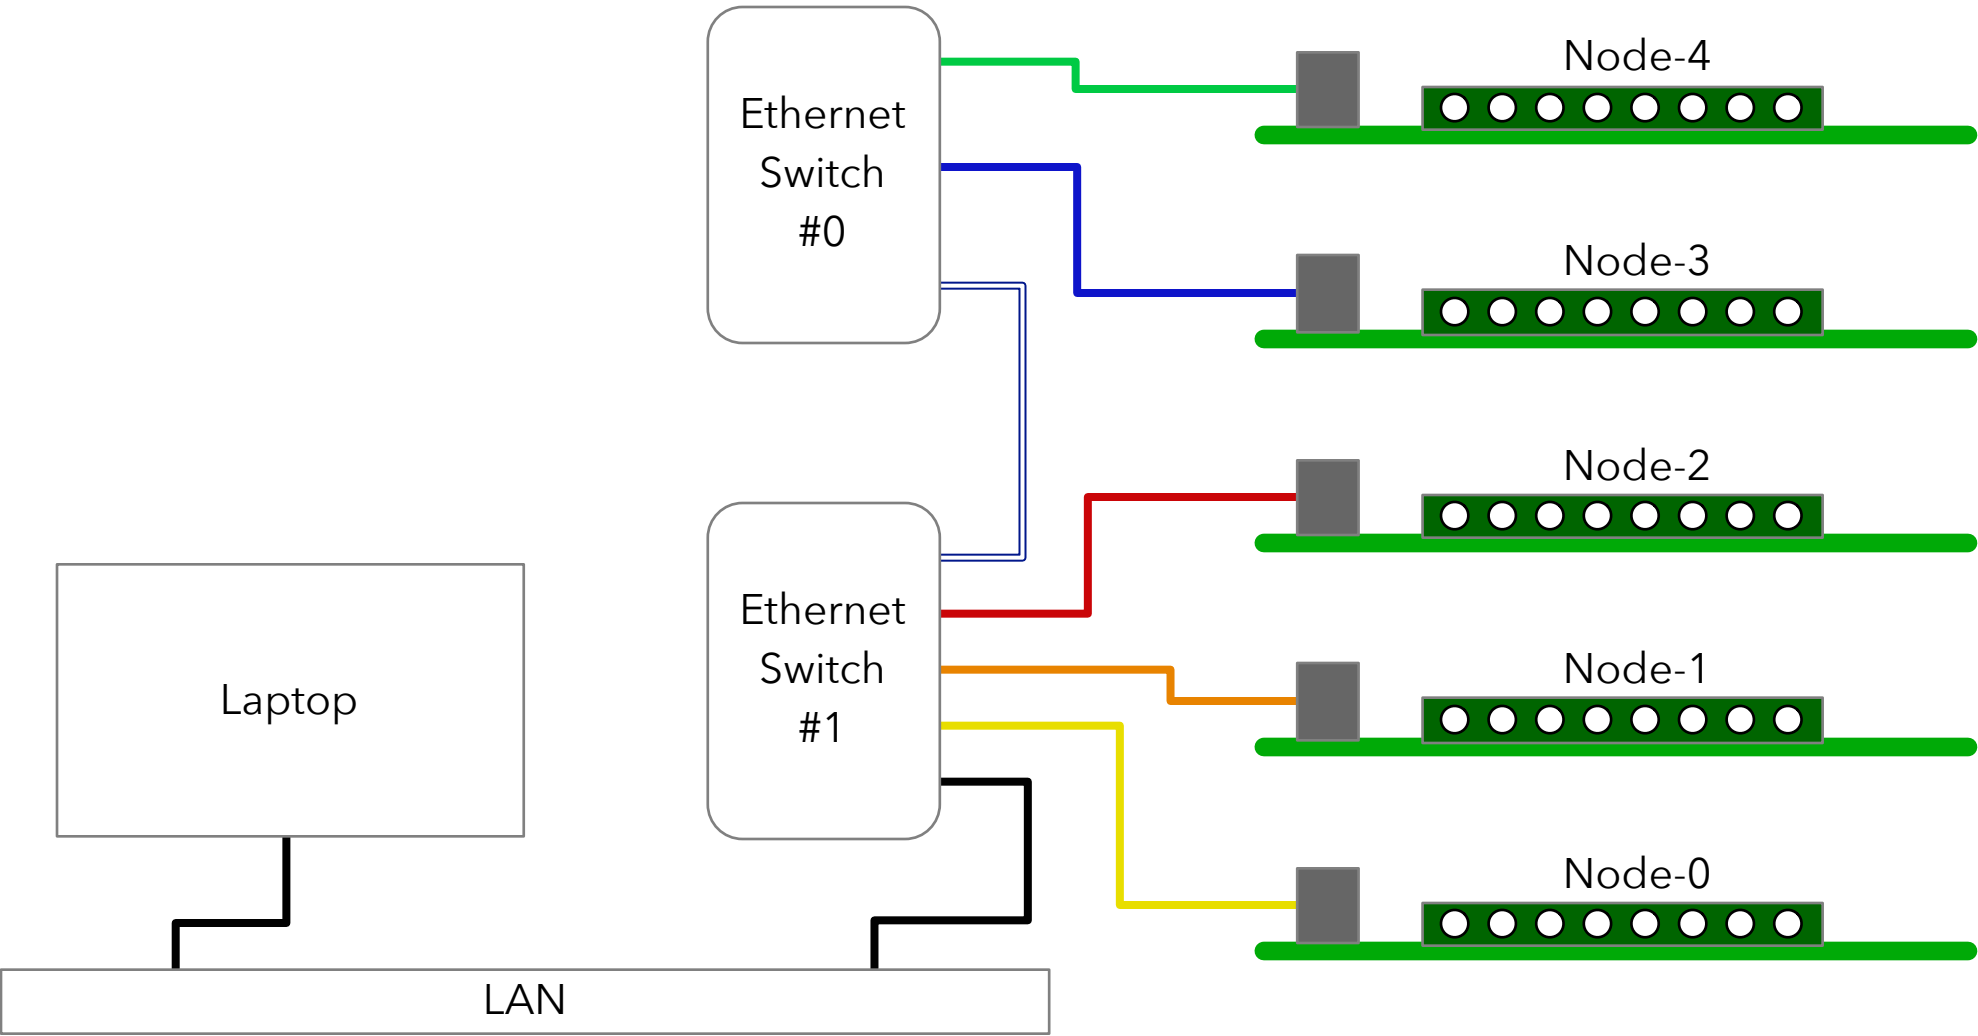 Node-4
Ethernet
Switch
#0
Node-3
Node-2
Ethernet
Switch
#1
Node-1
Laptop
Node-0
LAN